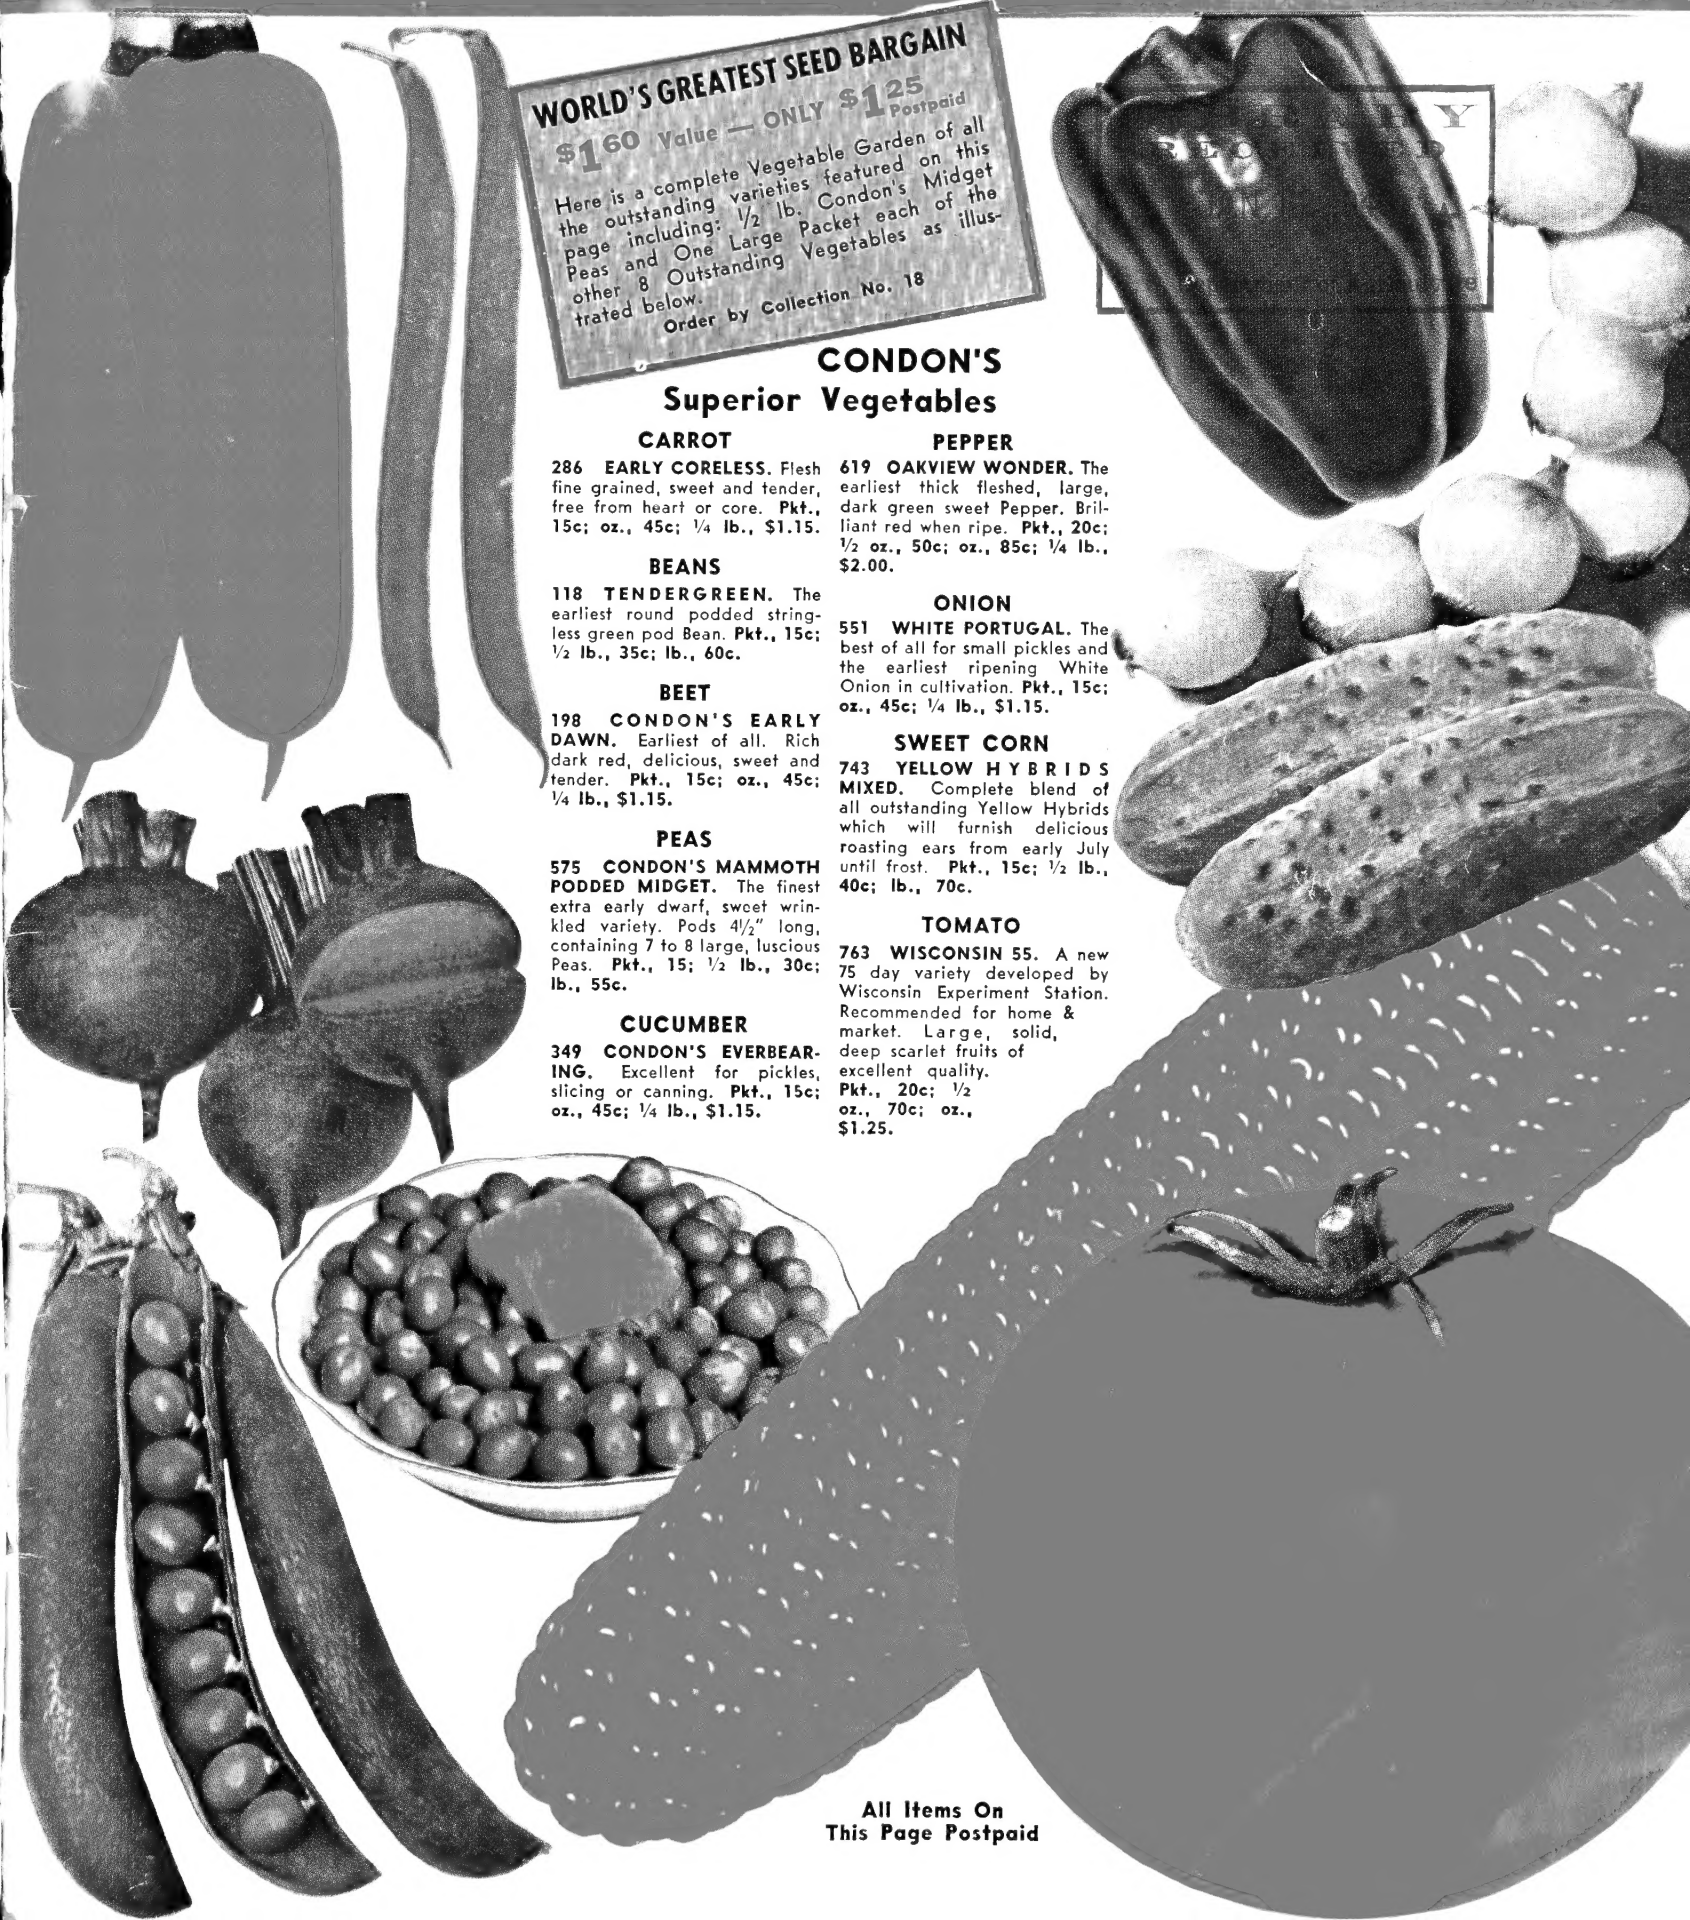 WORLD'S GREATEST SEED BARGAIN
$1 60 Value — ONLY $1 25 Postpaid
Here is a complete Vegetable Garden of all
the outstanding varieties featured on this
page including: ½ lb. Condon's Midget
Peas and One Large Packet each of the
other 8 Outstanding Vegetables as illus-
trated below.
Order by Collection No. 18
CONDON'S
Superior Vegetables
CARROT
286 EARLY CORELESS. Flesh
fine grained, sweet and tender,
free from heart or core. Pkt.,
15c; oz., 45c; ¼ lb., $1.15.
BEANS
118 TENDERGREEN. The
earliest round podded string-
less green pod Bean. Pkt., 15c;
½ lb., 35c; lb., 60c.
BEET
198 CONDON'S EARLY
DAWN. Earliest of all. Rich
dark red, delicious, sweet and
tender. Pkt., 15c; oz., 45c;
¼ lb., $1.15.
PEAS
575 CONDON'S MAMMOTH
PODDED MIDGET. The finest
extra early dwarf, sweet wrin-
kled variety. Pods 4½" long,
containing 7 to 8 large, luscious
Peas. Pkt., 15; ½ lb., 30c;
lb., 55c.
CUCUMBER
349 CONDON'S EVERBEAR-
ING. Excellent for pickles,
slicing or canning. Pkt., 15c;
oz., 45c; ¼ lb., $1.15.
PEPPER
619 OAKVIEW WONDER. The
earliest thick fleshed, large,
dark green sweet Pepper. Bril-
liant red when ripe. Pkt., 20c;
½ oz., 50c; oz., 85c; ¼ lb.,
$2.00.
ONION
551 WHITE PORTUGAL. The
best of all for small pickles and
the earliest ripening White
Onion in cultivation. Pkt., 15c;
oz., 45c; ¼ lb., $1.15.
SWEET CORN
743 YELLOW HYBRIDS
MIXED. Complete blend of
all outstanding Yellow Hybrids
which will furnish delicious
roasting ears from early July
until frost. Pkt., 15c; ½ lb.,
40c; lb., 70c.
TOMATO
763 WISCONSIN 55. A new
75 day variety developed by
Wisconsin Experiment Station.
Recommended for home &
market. Large, solid,
deep scarlet fruits of
excellent quality.
Pkt., 20c; ½
oz., 70c; oz.,
$1.25.
All Items On
This Page Postpaid